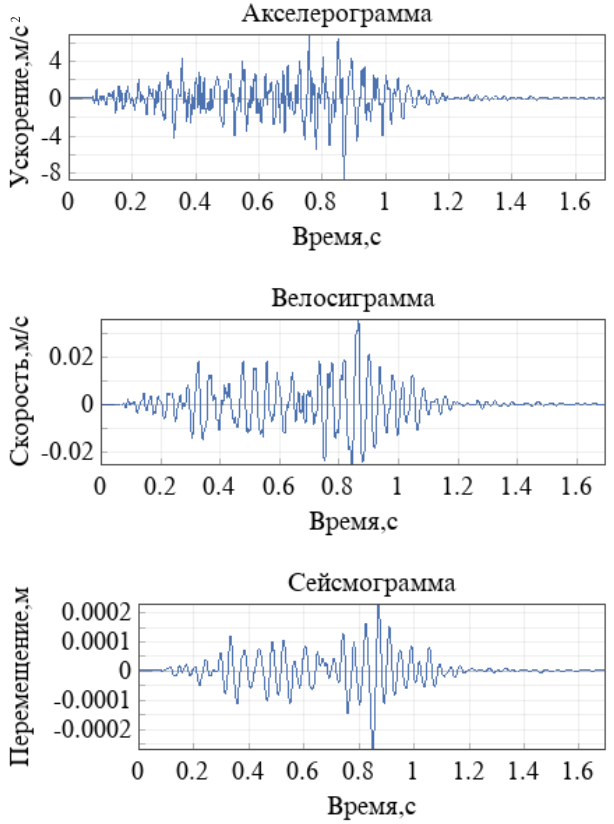 Акселерограмма
Ускорение,м/с²
4
0
-4
-8
0 0.2 0.4 0.6 0.8 1 1.2 1.4 1.6
Время,с
Велосиграмма
Скорость,м/с
0.02
0
-0.02
0 0.2 0.4 0.6 0.8 1 1.2 1.4 1.6
Время,с
Сейсмограмма
Перемещение,м
0.0002
0.0001
0
-0.0001
-0.0002
0 0.2 0.4 0.6 0.8 1 1.2 1.4 1.6
Время,с